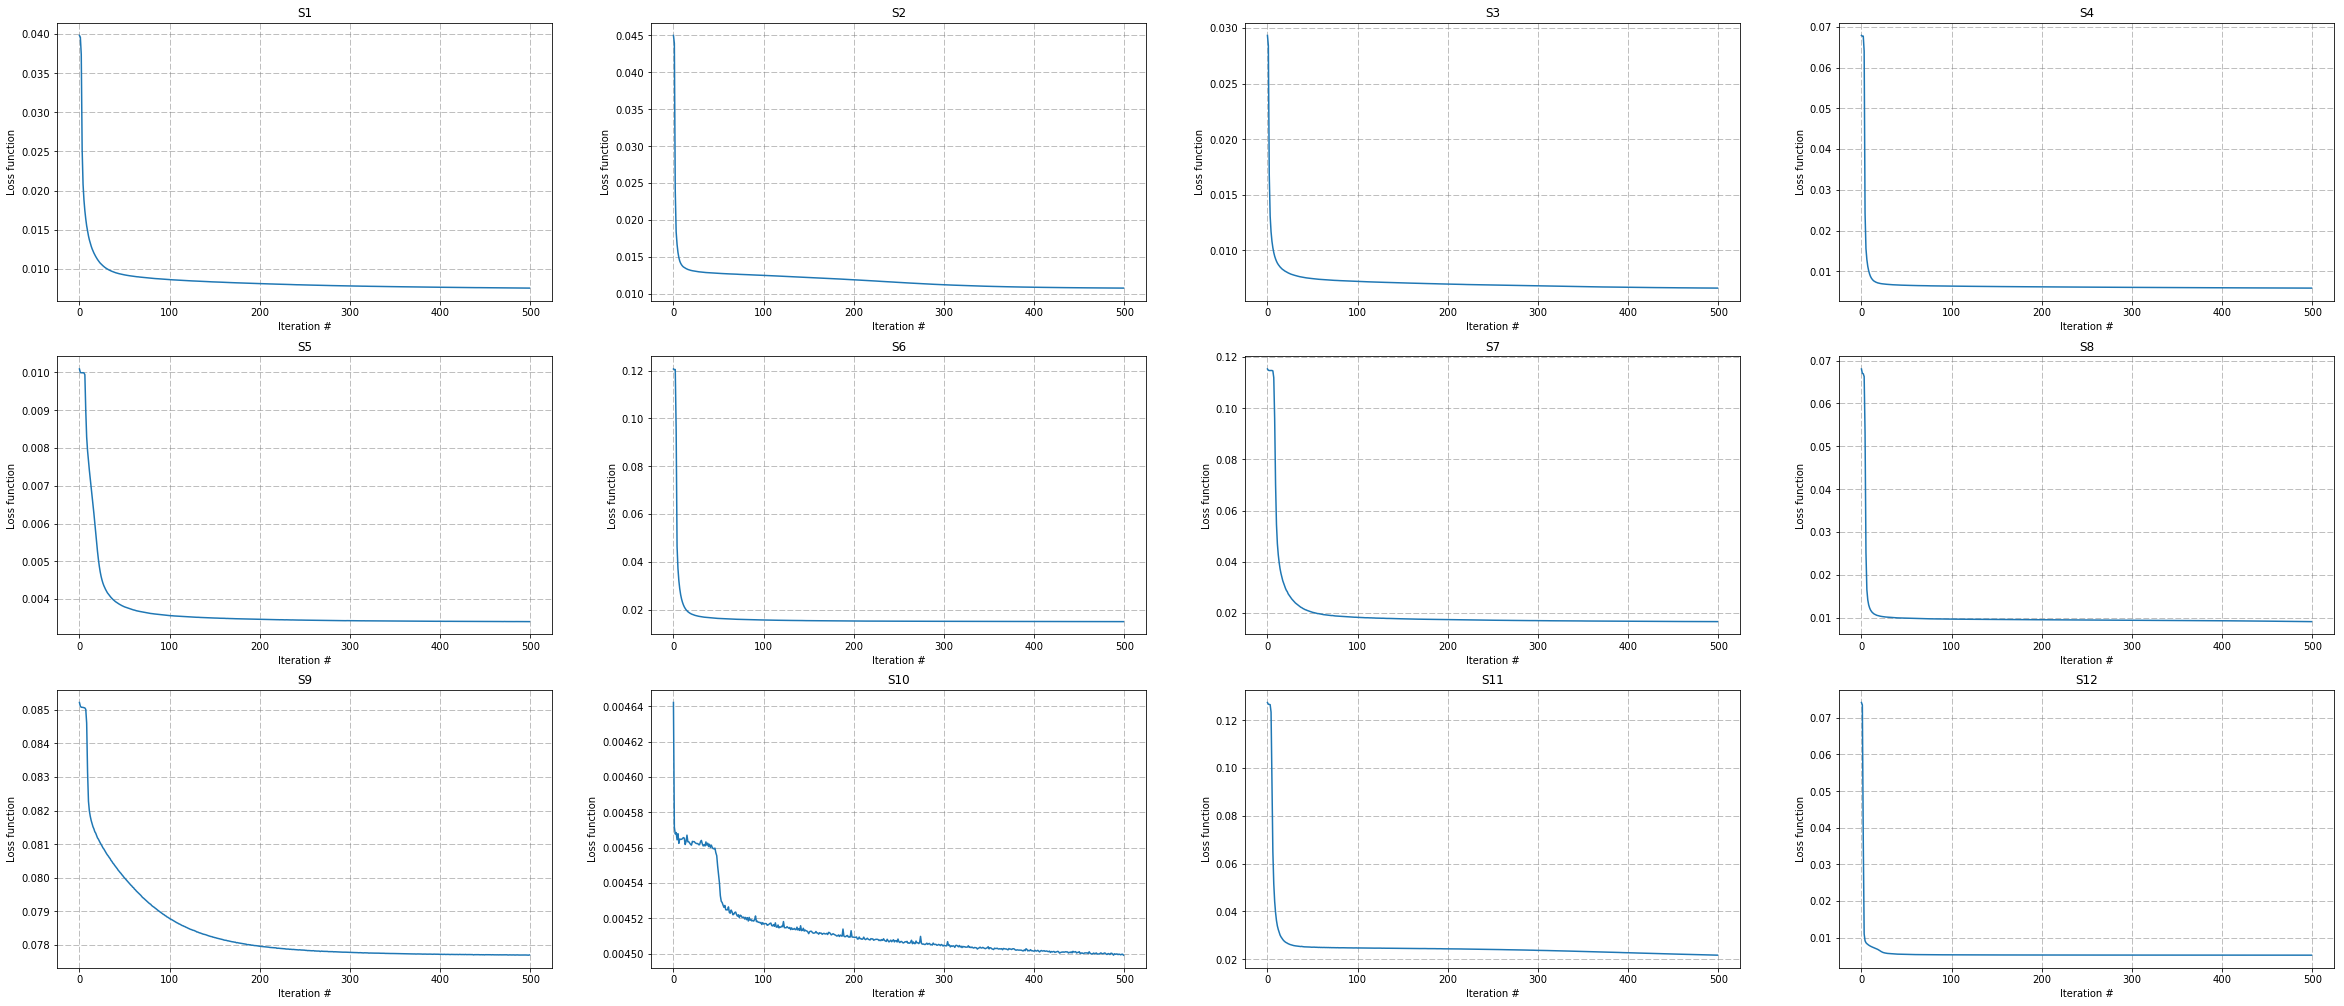 S1
0.040
0.035
0.030
0.025
0.020
0.015
0.010
Loss function
0 100 200 300 400 500
Iteration #
S2
0.045
0.040
0.035
0.030
0.025
0.020
0.015
0.010
Loss function
0 100 200 300 400 500
Iteration #
S3
0.030
0.025
0.020
0.015
0.010
Loss function
0 100 200 300 400 500
Iteration #
S4
0.07
0.06
0.05
0.04
0.03
0.02
0.01
Loss function
0 100 200 300 400 500
Iteration #
S5
0.010
0.009
0.008
0.007
0.006
0.005
0.004
Loss function
0 100 200 300 400 500
Iteration #
S6
0.12
0.10
0.08
0.06
0.04
0.02
Loss function
0 100 200 300 400 500
Iteration #
S7
0.12
0.10
0.08
0.06
0.04
0.02
Loss function
0 100 200 300 400 500
Iteration #
S8
0.07
0.06
0.05
0.04
0.03
0.02
0.01
Loss function
0 100 200 300 400 500
Iteration #
S9
0.085
0.084
0.083
0.082
0.081
0.080
0.079
0.078
Loss function
0 100 200 300 400 500
Iteration #
S10
0.00464
0.00462
0.00460
0.00458
0.00456
0.00454
0.00452
0.00450
Loss function
0 100 200 300 400 500
Iteration #
S11
0.12
0.10
0.08
0.06
0.04
0.02
Loss function
0 100 200 300 400 500
Iteration #
S12
0.07
0.06
0.05
0.04
0.03
0.02
0.01
Loss function
0 100 200 300 400 500
Iteration #